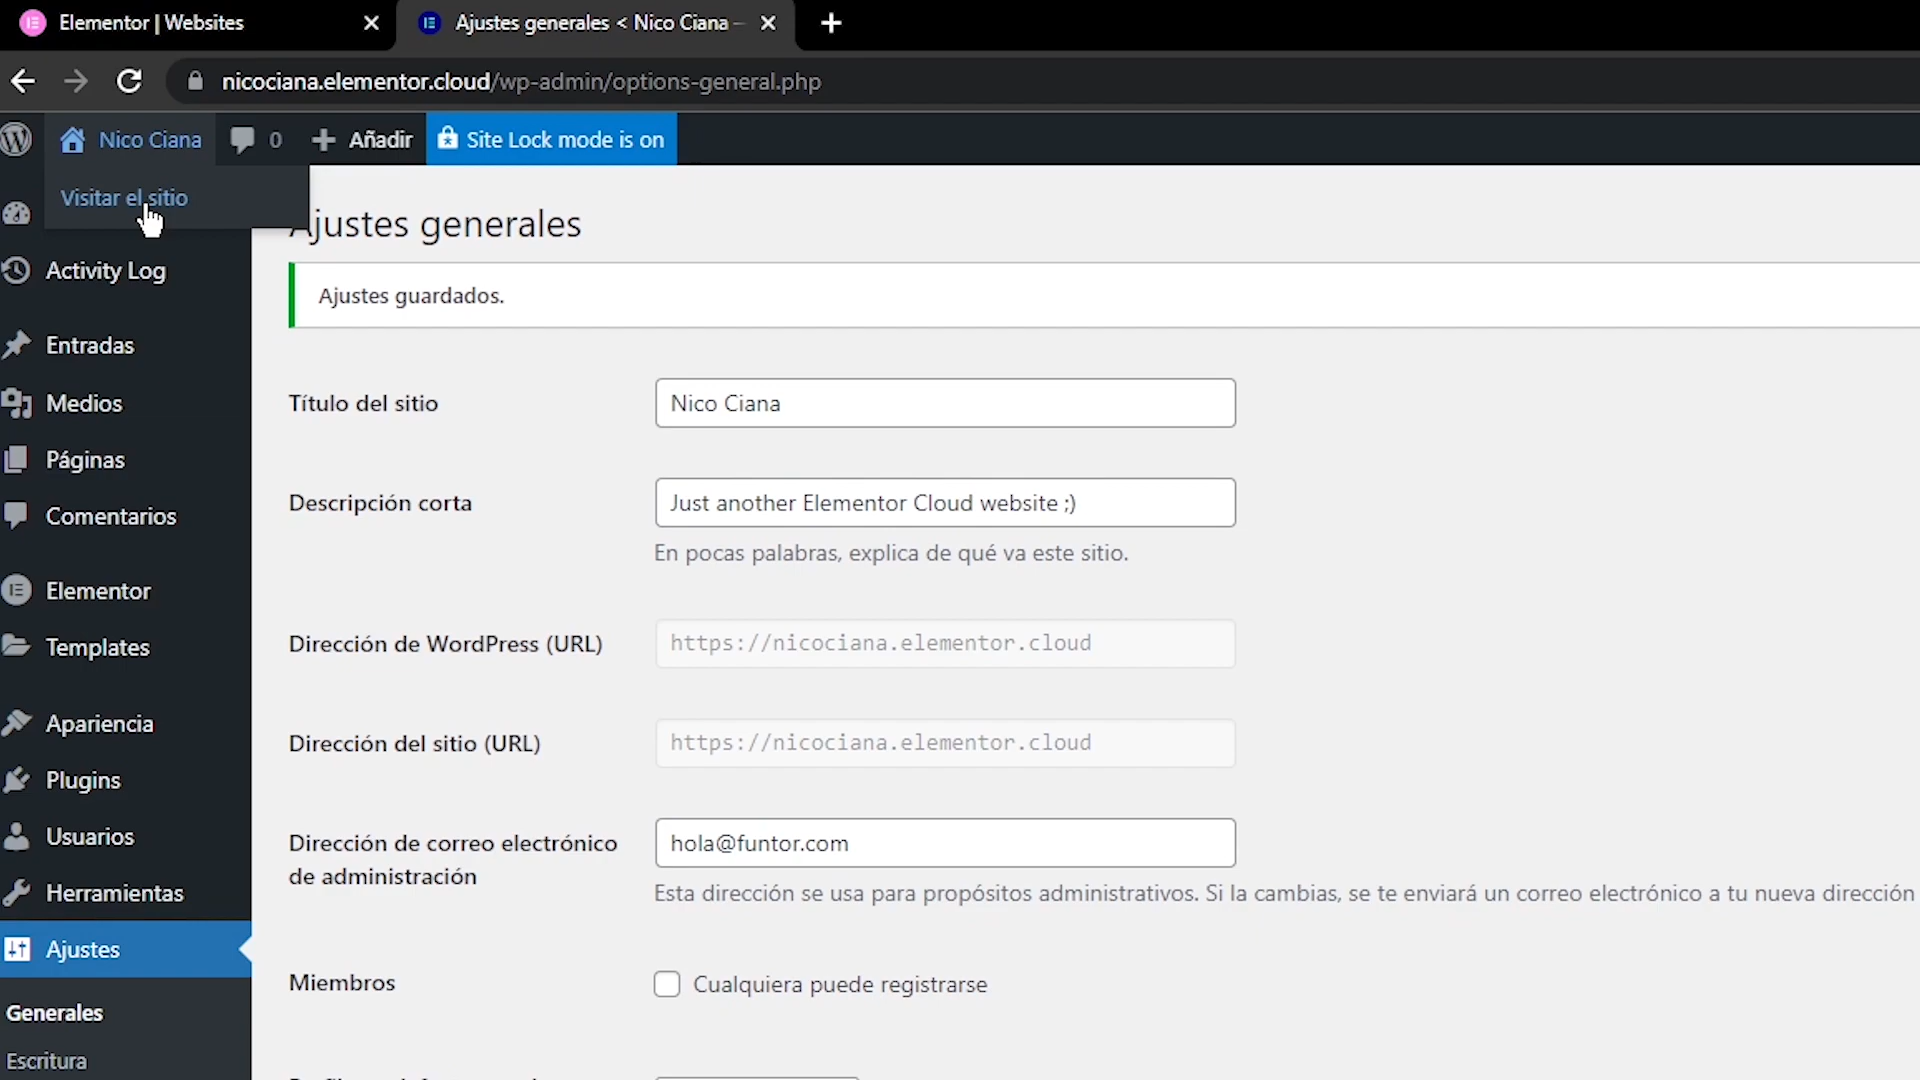 Elementor | Websites
Ajustes generales < Nico Ciana –
nicociana.elementor.cloud/wp-admin/options-general.php
Nico Ciana
0
Añadir
Site Lock mode is on
Visitar el sitio
Ajustes generales
Activity Log
Ajustes guardados.
Entradas
Medios
Título del sitio
Nico Ciana
Páginas
Descripción corta
Just another Elementor Cloud website ;)
Comentarios
En pocas palabras, explica de qué va este sitio.
Elementor
Templates
Dirección de WordPress (URL)
https://nicociana.elementor.cloud
Apariencia
Dirección del sitio (URL)
https://nicociana.elementor.cloud
Plugins
Usuarios
Dirección de correo electrónico
de administración
hola@funtor.com
Herramientas
Esta dirección se usa para propósitos administrativos. Si la cambias, se te enviará un correo electrónico a tu nueva dirección
Ajustes
Miembros
Cualquiera puede registrarse
Generales
Escritura